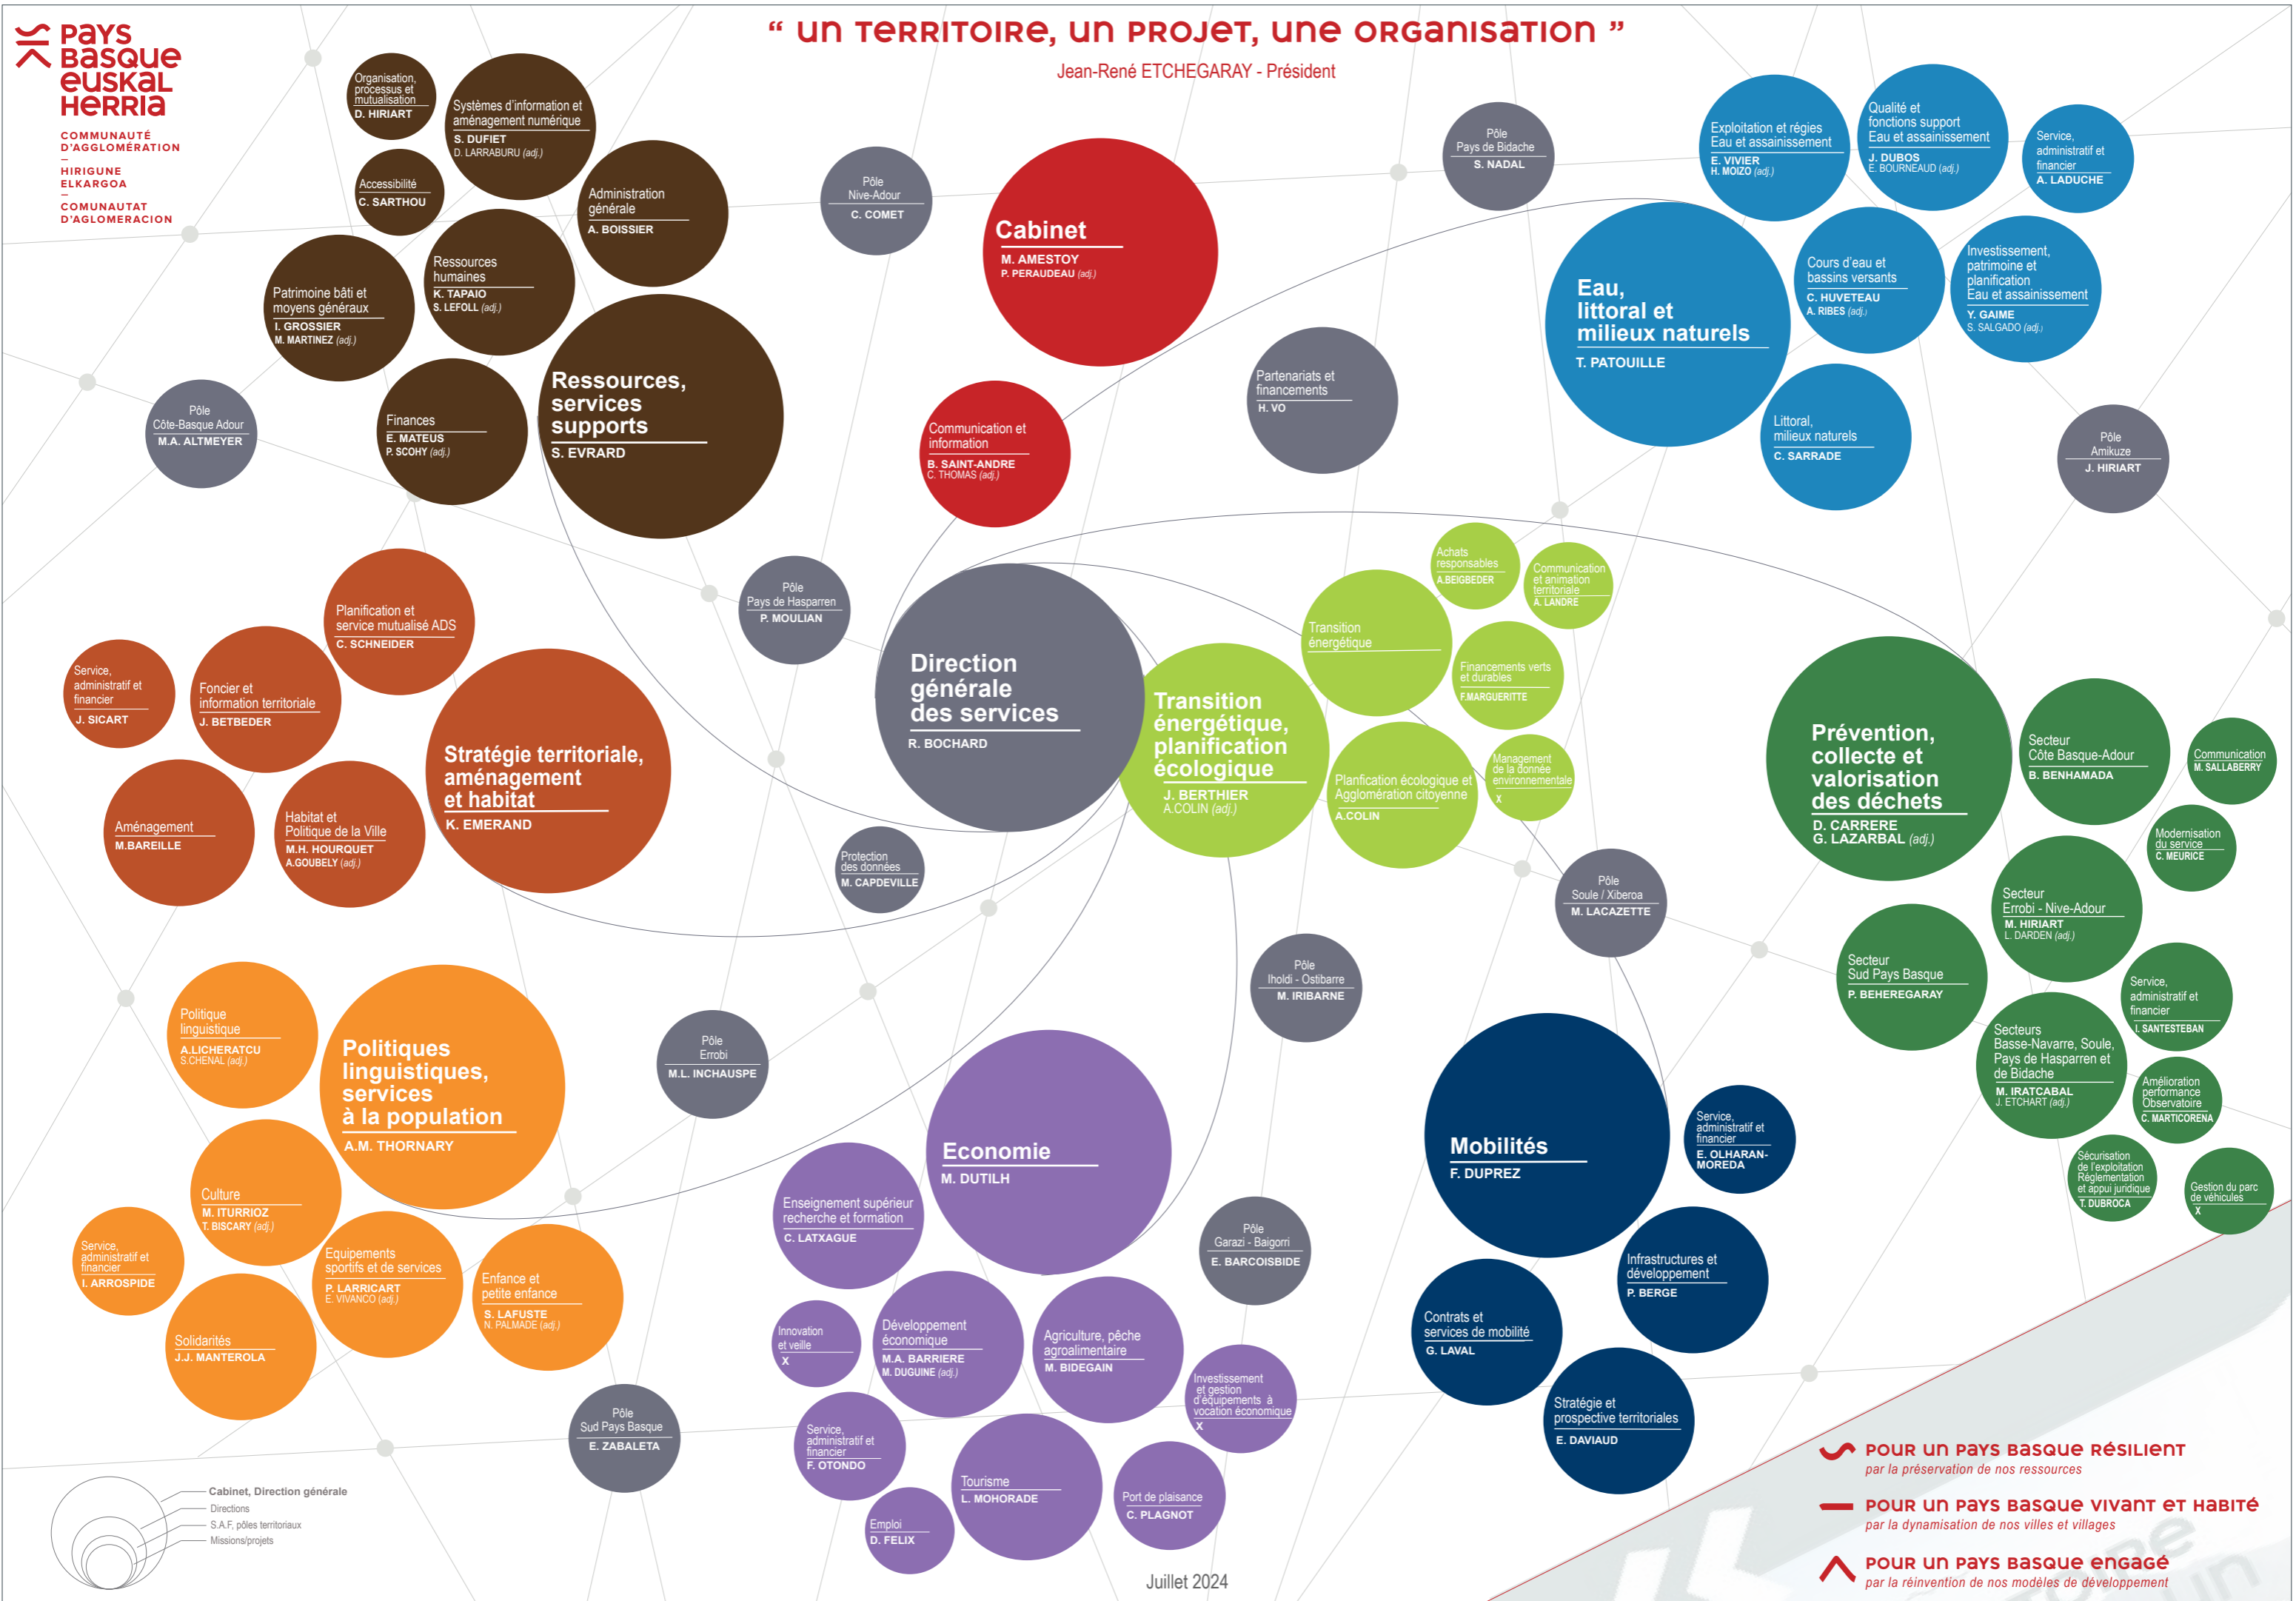 PAYS
BASQUE
EUSKAL
HERRIA
COMMUNAUTÉ
D'AGGLOMÉRATION
–
HIRIGUNE
ELKARGOA
–
COMUNAUTAT
D'AGLOMERACION
“ UN TERRITOIRE, UN PROJET, UNE ORGANISATION ”
Jean-René ETCHEGARAY - Président
Organisation,
processus et
mutualisation
D. HIRIART
Systèmes d'information et
aménagement numérique
S. DUFIET
D. LARRABURU (adj.)
Accessibilité
C. SARTHOU
Administration
générale
A. BOISSIER
Ressources
humaines
K. TAPAIO
S. LEFOLL (adj.)
Patrimoine bâti et
moyens généraux
I. GROSSIER
M. MARTINEZ (adj.)
Finances
E. MATEUS
P. SCOHY (adj.)
Ressources,
services
supports
S. EVRARD
Pôle
Côte-Basque Adour
M.A. ALTMEYER
Pôle
Nive-Adour
C. COMET
Cabinet
M. AMESTOY
P. PERAUDEAU (adj.)
Communication et
information
B. SAINT-ANDRE
C. THOMAS (adj.)
Pôle
Pays de Bidache
S. NADAL
Partenariats et
financements
H. VO
Exploitation et régies
Eau et assainissement
E. VIVIER
H. MOIZO (adj.)
Qualité et
fonctions support
Eau et assainissement
J. DUBOS
E. BOURNEAUD (adj.)
Service,
administratif et
financier
A. LADUCHE
Eau,
littoral et
milieux naturels
T. PATOUILLE
Cours d'eau et
bassins versants
C. HUVETEAU
A. RIBES (adj.)
Investissement,
patrimoine et
planification
Eau et assainissement
Y. GAIME
S. SALGADO (adj.)
Littoral,
milieux naturels
C. SARRADE
Pôle
Amikuze
J. HIRIART
Planification et
service mutualisé ADS
C. SCHNEIDER
Service,
administratif et
financier
J. SICART
Foncier et
information territoriale
J. BETBEDER
Aménagement
M.BAREILLE
Habitat et
Politique de la Ville
M.H. HOURQUET
A.GOUBELY (adj.)
Stratégie territoriale,
aménagement
et habitat
K. EMERAND
Pôle
Pays de Hasparren
P. MOULIAN
Direction
générale
des services
R. BOCHARD
Protection
des données
M. CAPDEVILLE
Transition
énergétique,
planification
écologique
J. BERTHIER
A.COLIN (adj.)
Transition
énergétique
Achats
responsables
A.BEIGBEDER
Communication
et animation
territoriale
A. LANDRE
Financements verts
et durables
F.MARGUERITTE
Planfication écologique et
Agglomération citoyenne
A.COLIN
Management
de la donnée
environnementale
X
Pôle
Soule / Xiberoa
M. LACAZETTE
Prévention,
collecte et
valorisation
des déchets
D. CARRERE
G. LAZARBAL (adj.)
Secteur
Côte Basque-Adour
B. BENHAMADA
Communication
M. SALLABERRY
Modernisation
du service
C. MEURICE
Secteur
Errobi - Nive-Adour
M. HIRIART
L. DARDEN (adj.)
Secteur
Sud Pays Basque
P. BEHEREGARAY
Service,
administratif et
financier
I. SANTESTEBAN
Secteurs
Basse-Navarre, Soule,
Pays de Hasparren et
de Bidache
M. IRATCABAL
J. ETCHART (adj.)
Amélioration
performance
Observatoire
C. MARTICORENA
Sécurisation
de l'exploitation
Réglementation
et appui juridique
T. DUBROCA
Gestion du parc
de véhicules
X
Politique
linguistique
A.LICHERATCU
S.CHENAL (adj.)
Politiques
linguistiques,
services
à la population
A.M. THORNARY
Culture
M. ITURRIOZ
T. BISCARY (adj.)
Service,
administratif et
financier
I. ARROSPIDE
Equipements
sportifs et de services
P. LARRICART
E. VIVANCO (adj.)
Enfance et
petite enfance
S. LAFUSTE
N. PALMADE (adj.)
Solidarités
J.J. MANTEROLA
Pôle
Errobi
M.L. INCHAUSPE
Pôle
Sud Pays Basque
E. ZABALETA
Pôle
Iholdi - Ostibarre
M. IRIBARNE
Economie
M. DUTILH
Enseignement supérieur
recherche et formation
C. LATXAGUE
Innovation
et veille
X
Développement
économique
M.A. BARRIERE
M. DUGUINE (adj.)
Agriculture, pêche
agroalimentaire
M. BIDEGAIN
Pôle
Garazi - Baigorri
E. BARCOISBIDE
Investissement
et gestion
d'équipements à
vocation économique
X
Service,
administratif et
financier
F. OTONDO
Tourisme
L. MOHORADE
Port de plaisance
C. PLAGNOT
Emploi
D. FELIX
Mobilités
F. DUPREZ
Service,
administratif et
financier
E. OLHARAN-
MOREDA
Infrastructures et
développement
P. BERGE
Contrats et
services de mobilité
G. LAVAL
Stratégie et
prospective territoriales
E. DAVIAUD
Cabinet, Direction générale
Directions
S.A.F, pôles territoriaux
Missions/projets
Juillet 2024
POUR UN PAYS BASQUE RÉSILIENT
par la préservation de nos ressources
POUR UN PAYS BASQUE VIVANT ET HABITÉ
par la dynamisation de nos villes et villages
POUR UN PAYS BASQUE ENGAGÉ
par la réinvention de nos modèles de développement